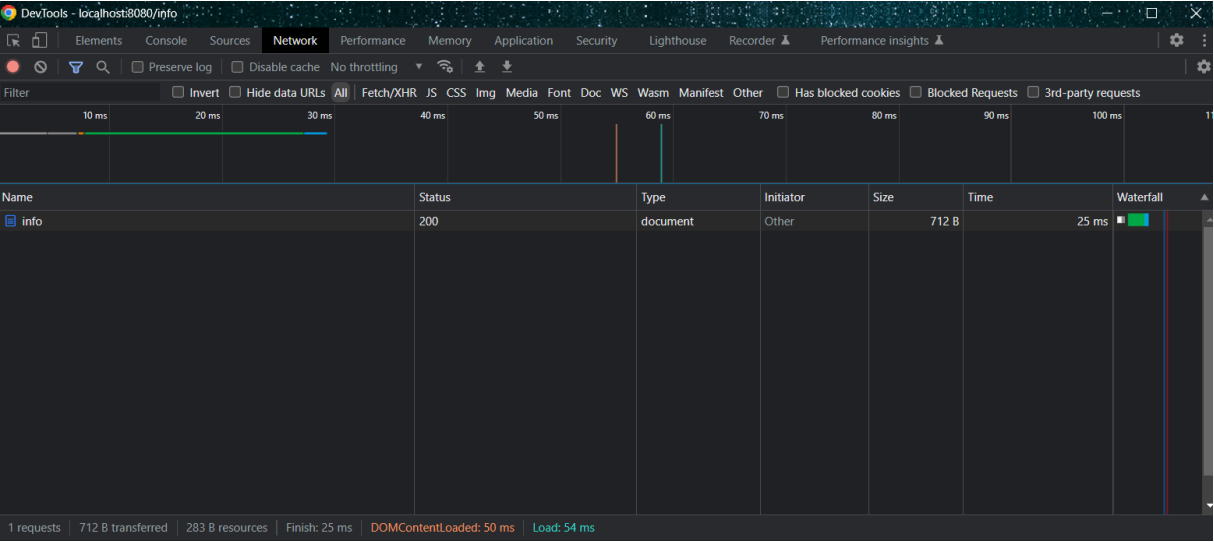 DevTools - localhost:8080/info
Elements Console Sources Network Performance Memory Application Security Lighthouse Recorder Performance insights
Preserve log Disable cache No throttling
Filter Invert Hide data URLs All Fetch/XHR JS CSS Img Media Font Doc WS Wasm Manifest Other Has blocked cookies Blocked Requests 3rd-party requests
10 ms 20 ms 30 ms 40 ms 50 ms 60 ms 70 ms 80 ms 90 ms 100 ms
Name Status Type Initiator Size Time Waterfall
info 200 document Other 712 B 25 ms
1 requests 712 B transferred 283 B resources Finish: 25 ms DOMContentLoaded: 50 ms Load: 54 ms